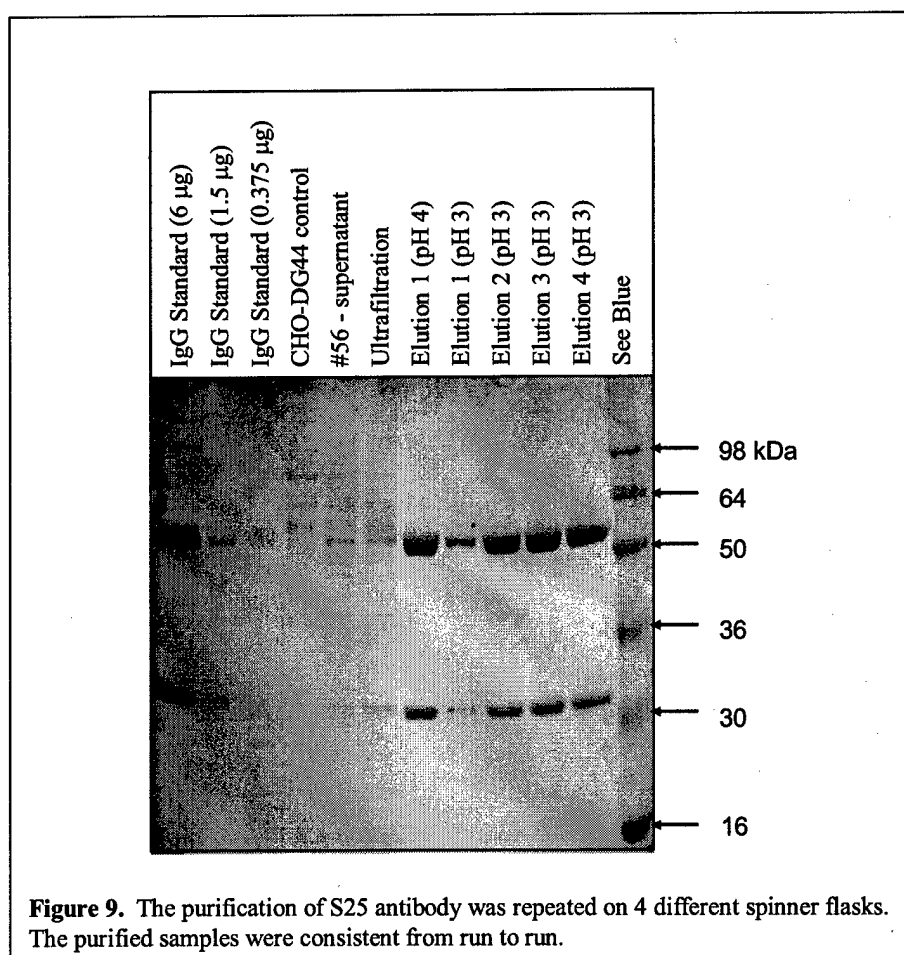 IgG Standard (6 µg)
IgG Standard (1.5 µg)
IgG Standard (0.375 µg)
CHO-DG44 control
#56 - supernatant
Ultrafiltration
Elution 1 (pH 4)
Elution 1 (pH 3)
Elution 2 (pH 3)
Elution 3 (pH 3)
Elution 4 (pH 3)
See Blue
98 kDa
64
50
36
30
16
Figure 9. The purification of S25 antibody was repeated on 4 different spinner flasks.
The purified samples were consistent from run to run.